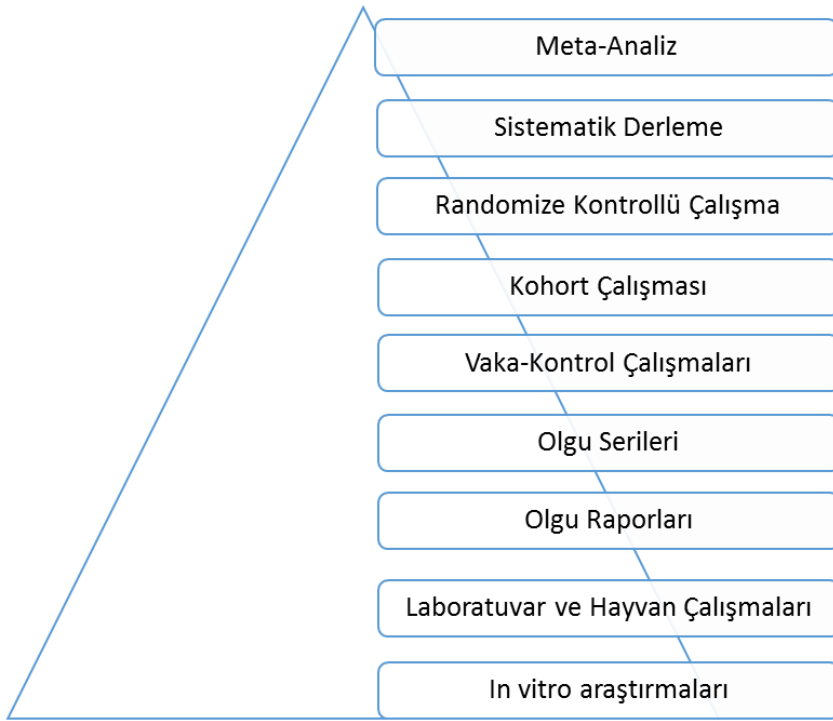 Meta-Analiz
Sistematik Derleme
Randomize Kontrollü Çalışma
Kohort Çalışması
Vaka-Kontrol Çalışmaları
Olgu Serileri
Olgu Raporları
Laboratuvar ve Hayvan Çalışmaları
In vitro araştırmaları